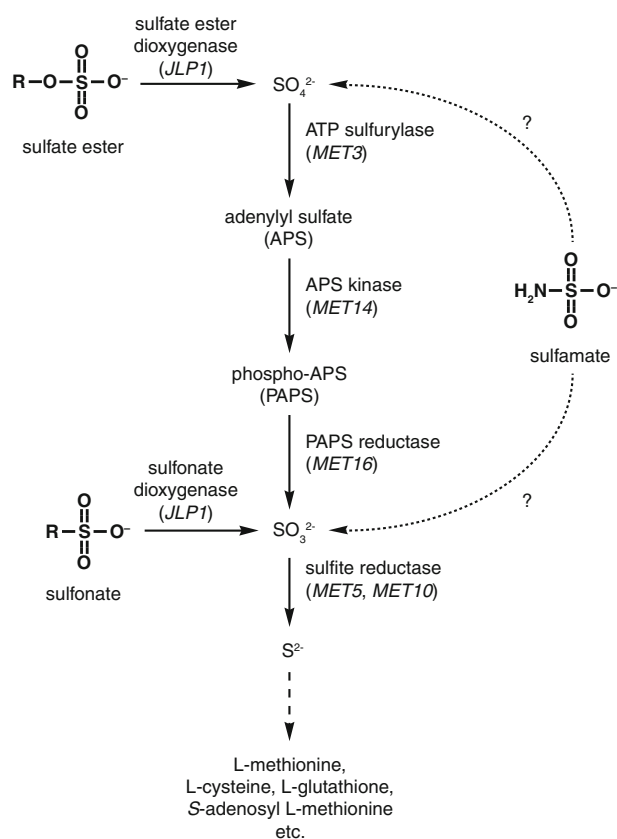 sulfate ester
dioxygenase
(JLP1)
R–O–S–O⁻
O
O
sulfate ester
SO₄²⁻
?
ATP sulfurylase
(MET3)
adenylyl sulfate
(APS)
APS kinase
(MET14)
O
H₂N–S–O⁻
O
sulfamate
phospho-APS
(PAPS)
PAPS reductase
(MET16)
sulfonate
dioxygenase
(JLP1)
O
R–S–O⁻
O
sulfonate
SO₃²⁻
?
sulfite reductase
(MET5, MET10)
S²⁻
L-methionine,
L-cysteine, L-glutathione,
S-adenosyl L-methionine
etc.